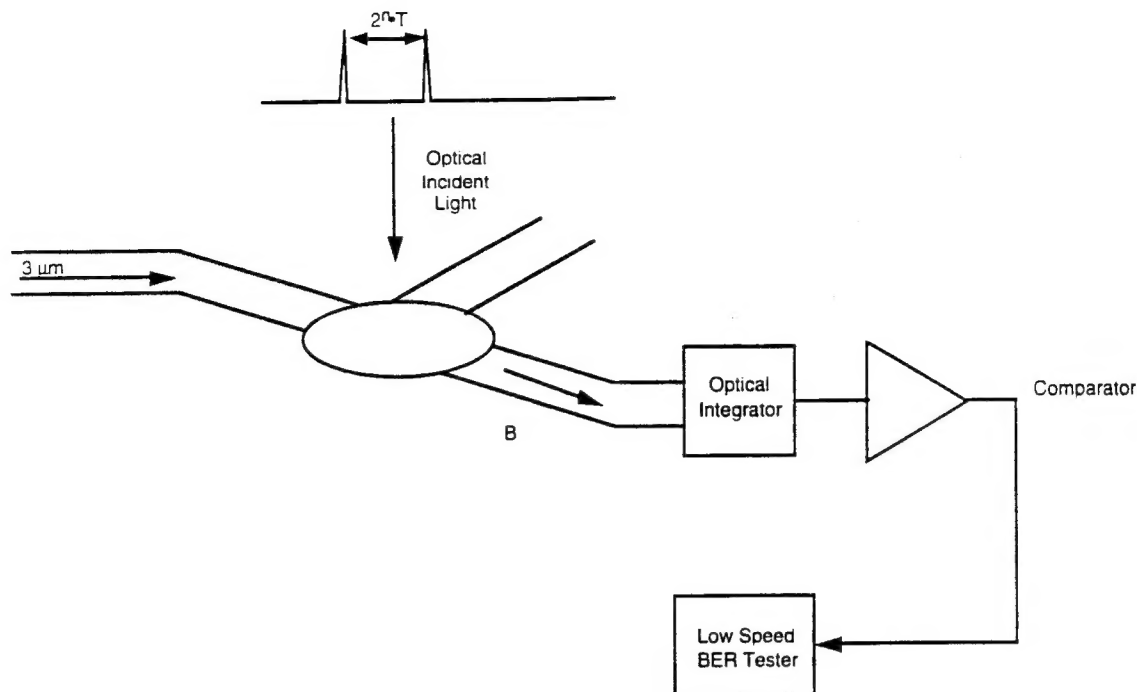 2ⁿ•T
Optical
Incident
Light
3 µm
B
Optical
Integrator
Comparator
Low Speed
BER Tester